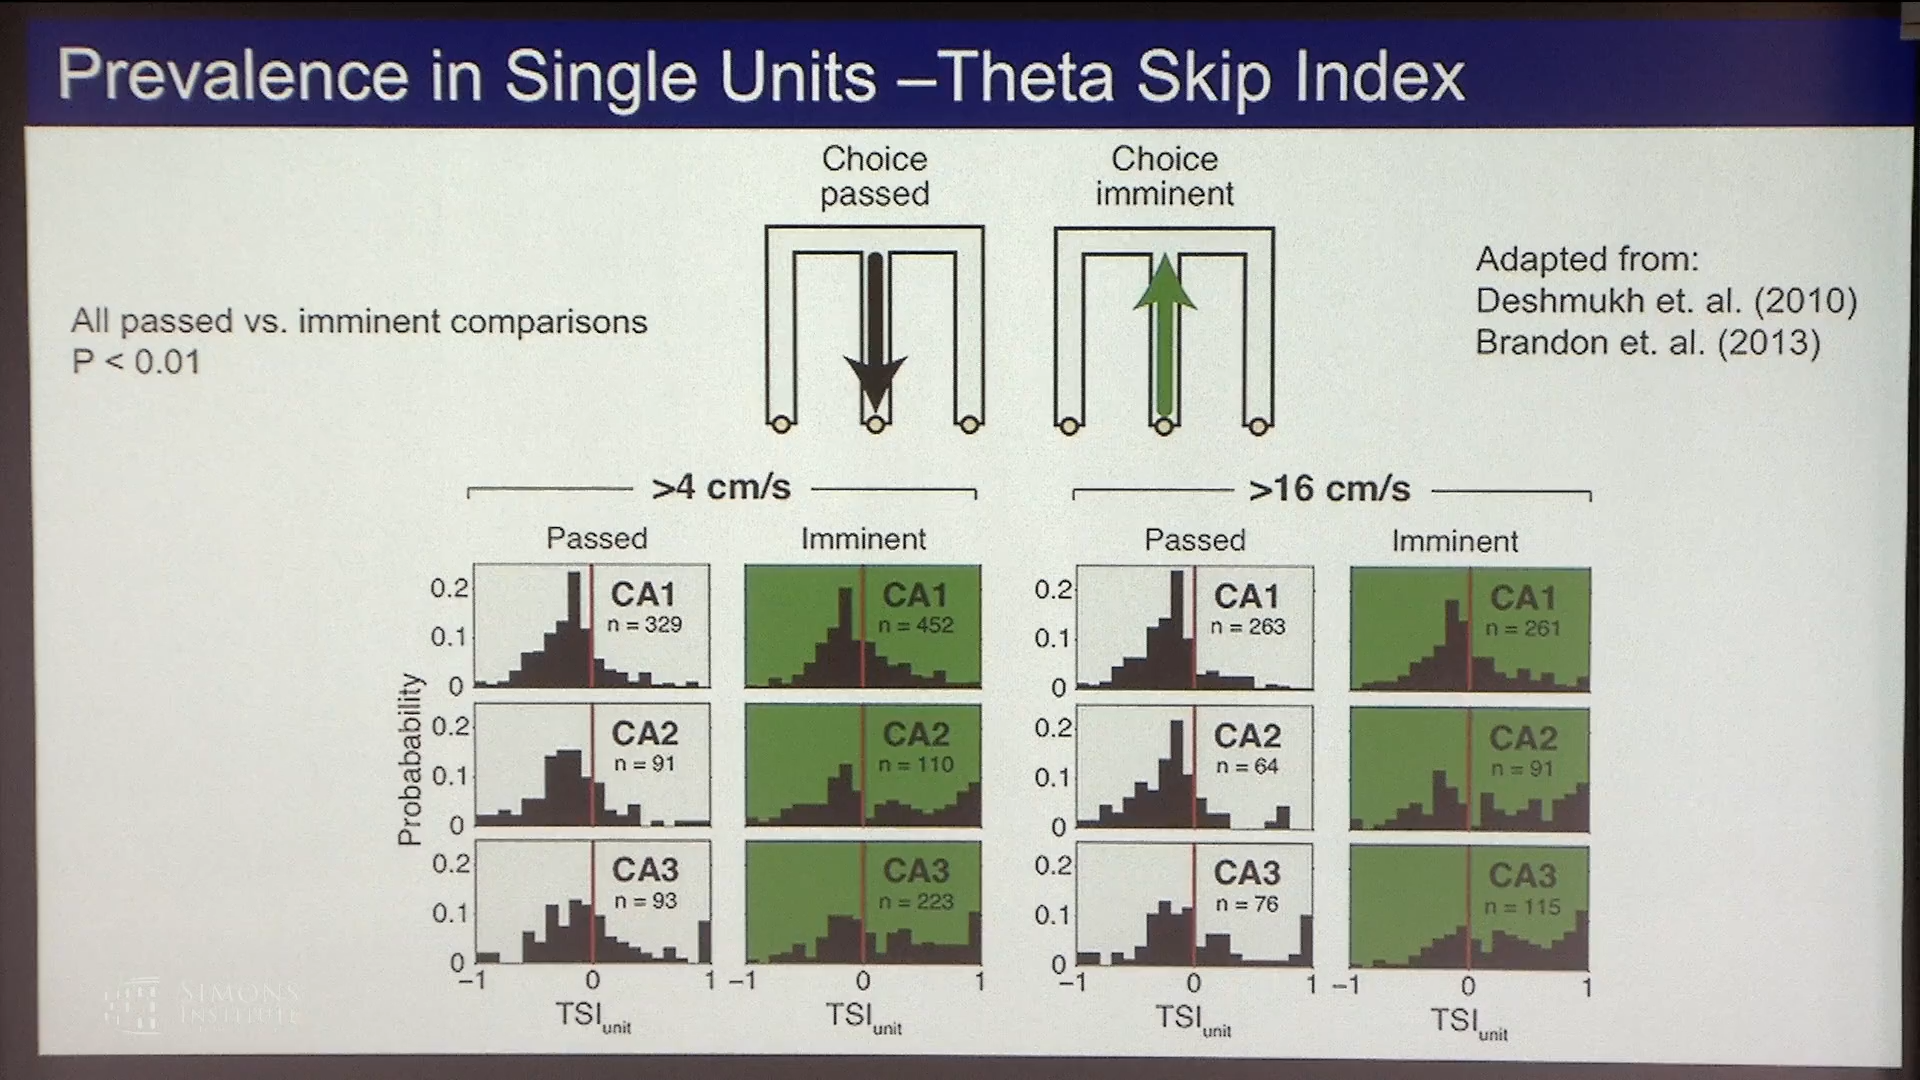 Prevalence in Single Units –Theta Skip Index
Choice
passed
Choice
imminent
All passed vs. imminent comparisons
P < 0.01
Adapted from:
Deshmukh et. al. (2010)
Brandon et. al. (2013)
>4 cm/s
>16 cm/s
Passed
Imminent
Passed
Imminent
Probability
0.2
0.1
0
CA1
n = 329
CA1
n = 452
0.2
0.1
0
CA1
n = 263
CA1
n = 261
0.2
0.1
0
CA2
n = 91
CA2
n = 110
0.2
0.1
0
CA2
n = 64
CA2
n = 91
0.2
0.1
0
CA3
n = 93
CA3
n = 223
0.2
0.1
0
CA3
n = 76
CA3
n = 115
−1 0 1
−1 0 1
−1 0 1
−1 0 1
TSIunit
TSIunit
TSIunit
TSIunit
SIMONS
INSTITUTE